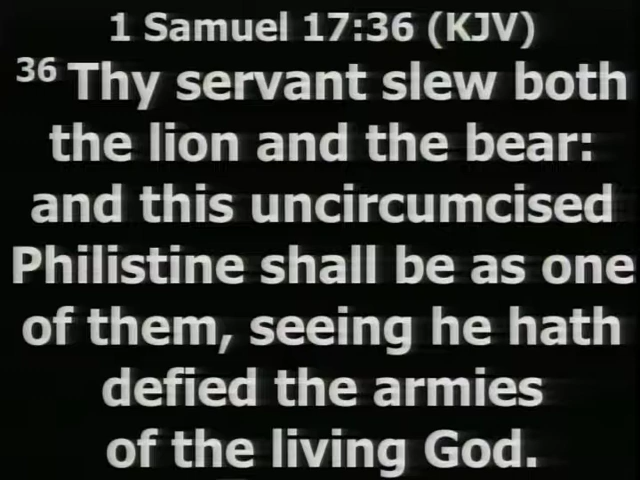 1 Samuel 17:36 (KJV)
36 Thy servant slew both
the lion and the bear:
and this uncircumcised
Philistine shall be as one
of them, seeing he hath
defied the armies
of the living God.